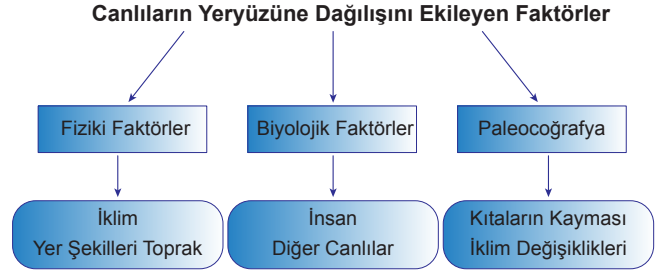 Canlıların Yeryüzüne Dağılışını Ekileyen Faktörler
Fiziki Faktörler
Biyolojik Faktörler
Paleocoğrafya
İklim
Yer Şekilleri Toprak
İnsan
Diğer Canlılar
Kıtaların Kayması
İklim Değişiklikleri